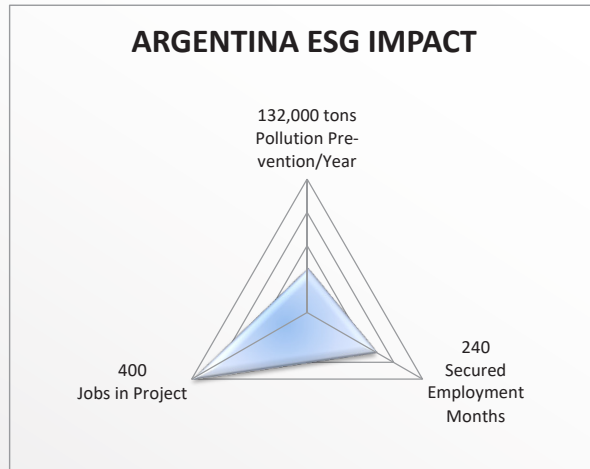 ARGENTINA ESG IMPACT
132,000 tons
Pollution Pre-
vention/Year
240
Secured
Employment
Months
400
Jobs in Project